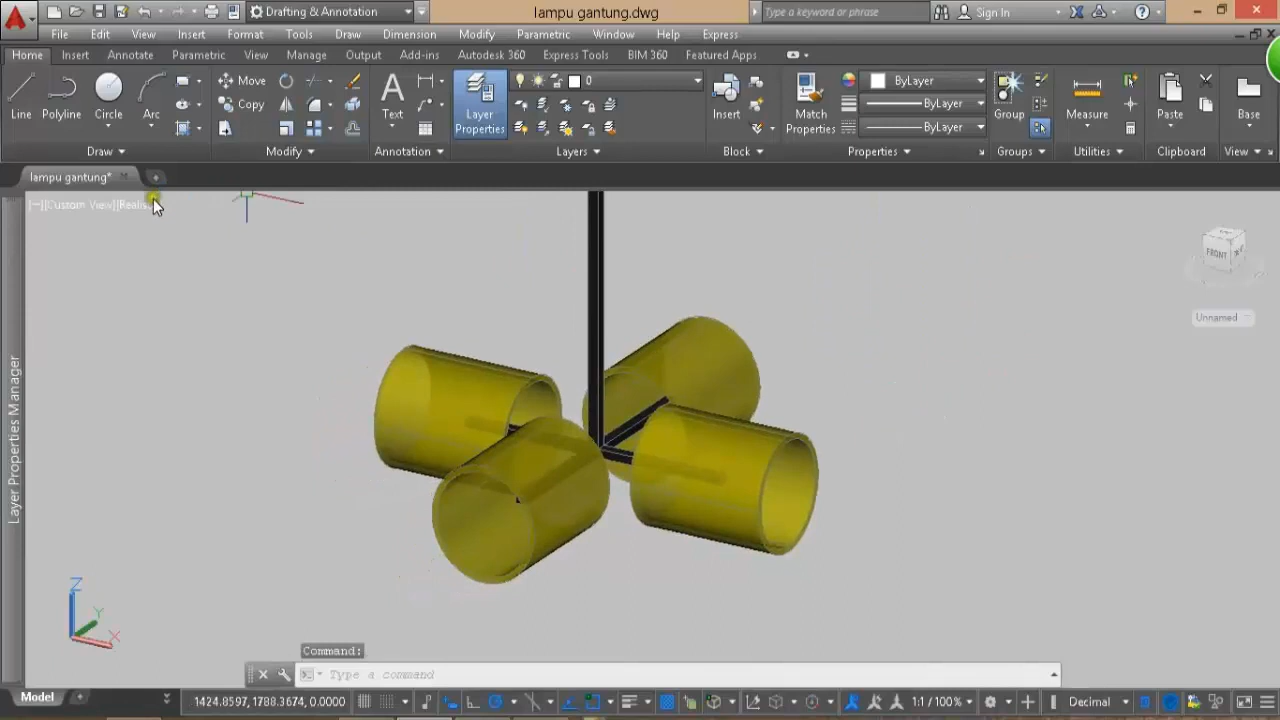 Drafting & Annotation
lampu gantung.dwg
Type a keyword or phrase
Sign In
File Edit View Insert Format Tools Draw Dimension Modify Parametric Window Help Express
Home Insert Annotate Parametric View Manage Output Add-ins Autodesk 360 Express Tools BIM 360 Featured Apps
Line
Polyline
Circle
Arc
Move
Copy
Text
Layer
Properties
0
Insert
Match
Properties
ByLayer
ByLayer
ByLayer
Group
Measure
Paste
Base
Draw
Modify
Annotation
Layers
Block
Properties
Groups
Utilities
Clipboard
View
lampu gantung*
[−][Custom View][Realis
FRONT
Unnamed
Layer Properties Manager
Z
Y
X
Command:
Type a command
Model
1424.8597, 1788.3674, 0.0000
1:1 / 100%
Decimal